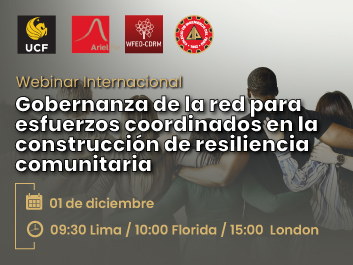 UCF
Ariel
WFEO-CDRM
Webinar Internacional
Gobernanza de la red para
esfuerzos coordinados en la
construcción de resiliencia
comunitaria
01 de diciembre
09:30 Lima / 10:00 Florida / 15:00 London